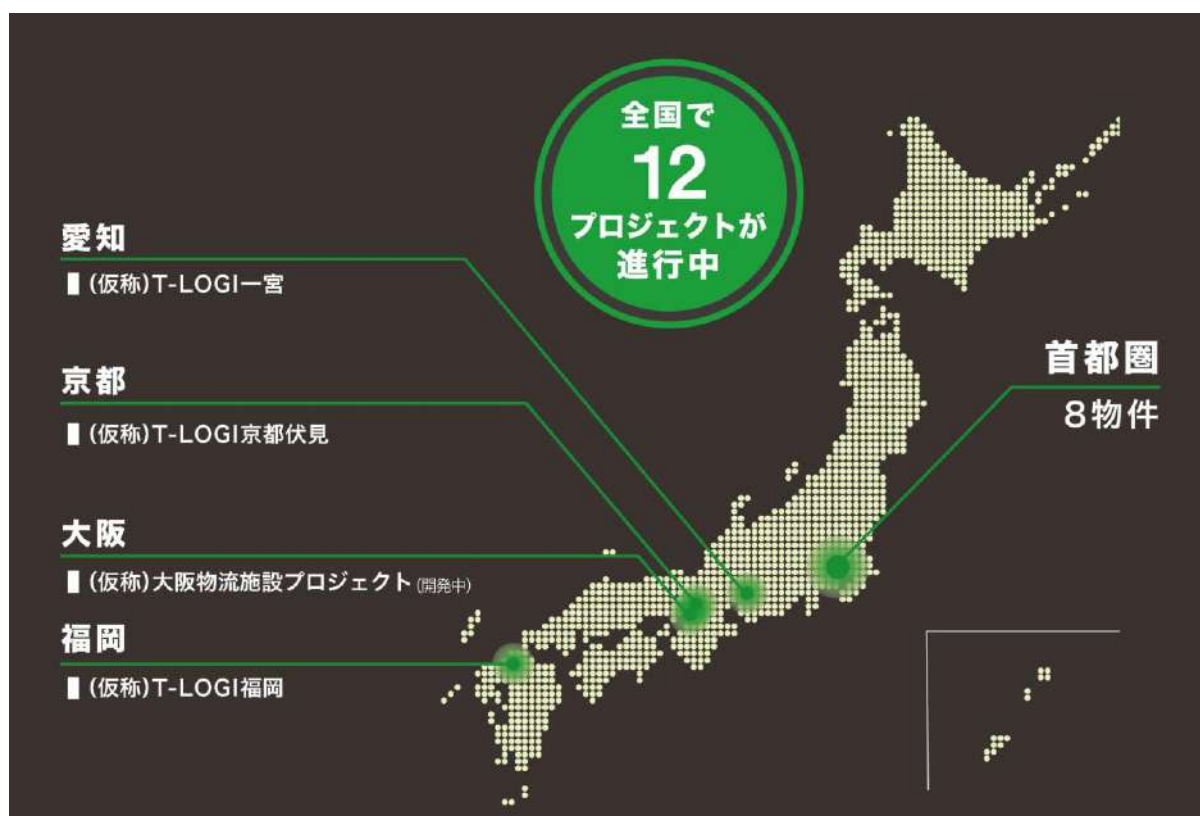 全国で
12
プロジェクトが
進行中
愛知
(仮称)T-LOGI一宮
京都
(仮称)T-LOGI京都伏見
大阪
(仮称)大阪物流施設プロジェクト(開発中)
福岡
(仮称)T-LOGI福岡
首都圏
8物件